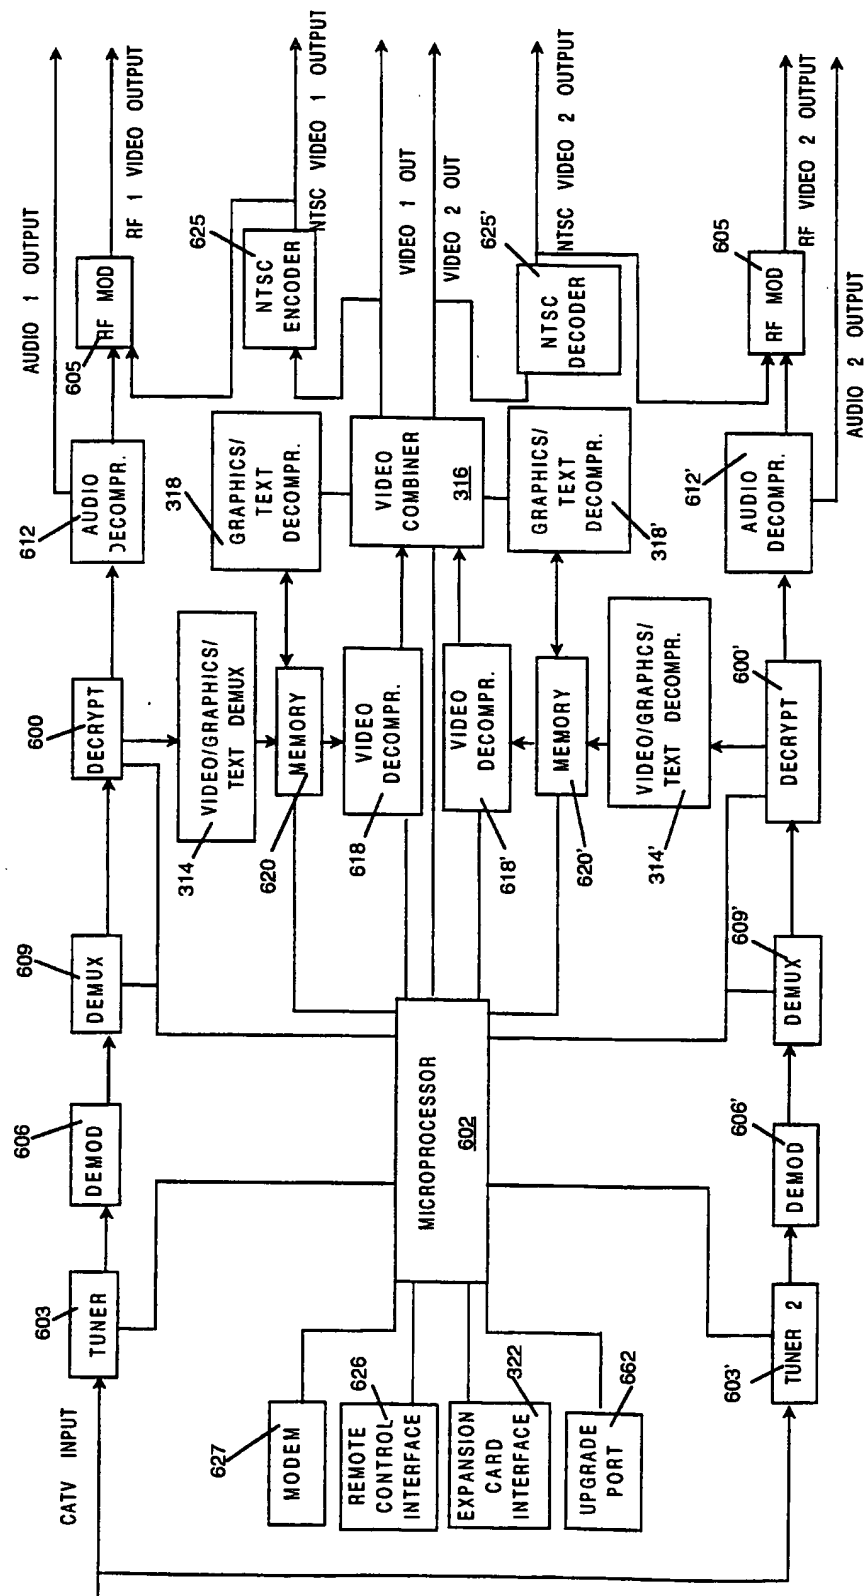 CATV INPUT
603
TUNER
606
DEMOD
609
DEMUX
600
DECRYPT
612
AUDIO
DECOMPR.
605
RF MOD
AUDIO 1 OUTPUT
RF 1 VIDEO OUTPUT
314
VIDEO/GRAPHICS/
TEXT DEMUX
318
GRAPHICS/
TEXT
DECOMPR.
625
NTSC
ENCODER
NTSC VIDEO 1 OUTPUT
620
MEMORY
627
MODEM
618
VIDEO
DECOMPR.
VIDEO
COMBINER
316
VIDEO 1 OUT
VIDEO 2 OUT
626
REMOTE
CONTROL
INTERFACE
MICROPROCESSOR
602
322
EXPANSION
CARD
INTERFACE
618'
VIDEO
DECOMPR.
662
UPGRADE
PORT
620'
MEMORY
318'
GRAPHICS/
TEXT
DECOMPR.
625'
NTSC
DECODER
NTSC VIDEO 2 OUTPUT
314'
VIDEO/GRAPHCS/
TEXT DECOMPR.
603'
TUNER 2
606'
DEMOD
609'
DEMUX
600'
DECRYPT
612'
AUDIO
DECOMPR.
605
RF MOD
RF VIDEO 2 OUTPUT
AUDIO 2 OUTPUT